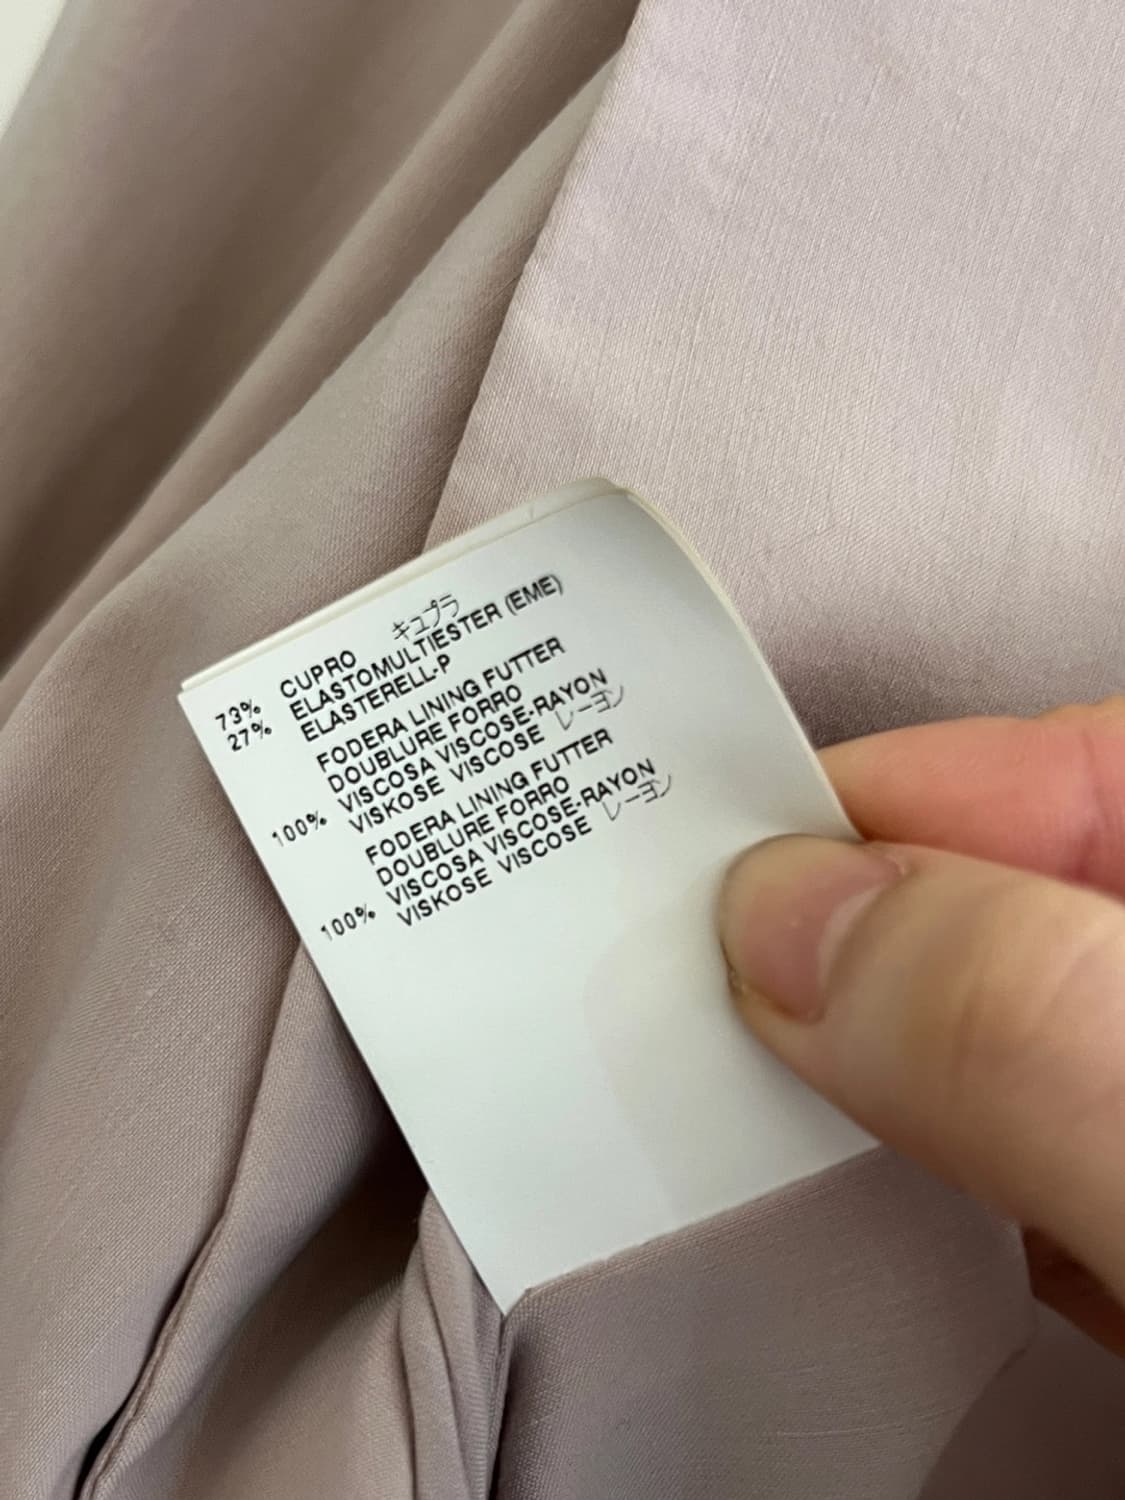 73% CUPRO キュプラ
27% ELASTOMULTIESTER (EME)
ELASTERELL-P
FODERA LINING FUTTER
DOUBLURE FORRO
VISCOSA VISCOSE-RAYON
100% VISKOSE VISCOSE レーヨン
FODERA LINING FUTTER
DOUBLURE FORRO
VISCOSA VISCOSE-RAYON
100% VISKOSE VISCOSE レーヨン